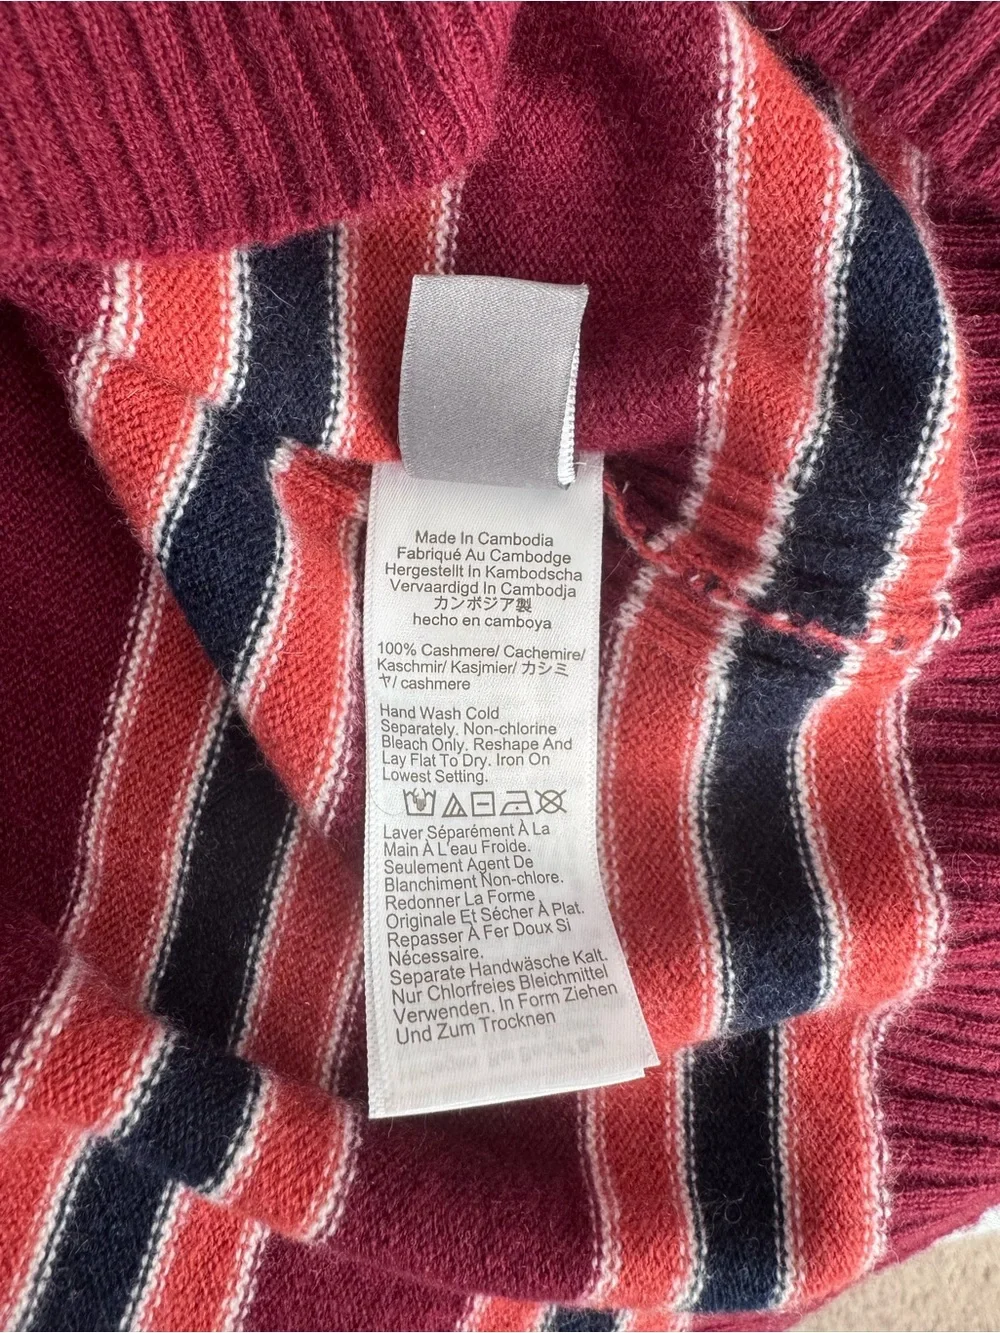 Made In Cambodia
Fabriqué Au Cambodge
Hergestellt In Kambodscha
Vervaardigd In Cambodja
カンボジア製
hecho en camboya
100% Cashmere/ Cachemire/
Kaschmir/ Kasjmier/ カシミ
ヤ/ cashmere
Hand Wash Cold
Separately. Non-chlorine
Bleach Only. Reshape And
Lay Flat To Dry. Iron On
Lowest Setting.
Laver Séparément À La
Main À L'eau Froide.
Seulement Agent De
Blanchiment Non-chlore.
Redonner La Forme
Originale Et Sécher À Plat.
Repasser À Fer Doux Si
Nécessaire.
Separate Handwäsche Kalt.
Nur Chlorfreies Bleichmittel
Verwenden. In Form Ziehen
Und Zum Trocknen